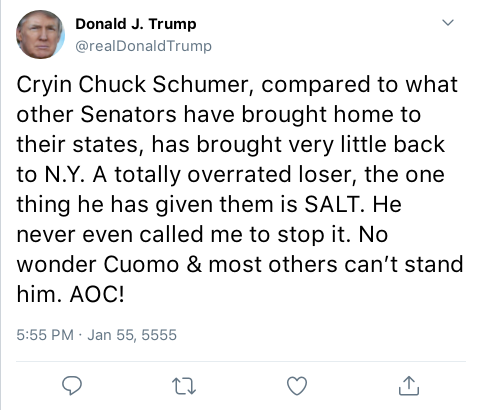 Donald J. Trump
@realDonaldTrump
Cryin Chuck Schumer, compared to what
other Senators have brought home to
their states, has brought very little back
to N.Y. A totally overrated loser, the one
thing he has given them is SALT. He
never even called me to stop it. No
wonder Cuomo & most others can’t stand
him. AOC!
5:55 PM · Jan 55, 5555